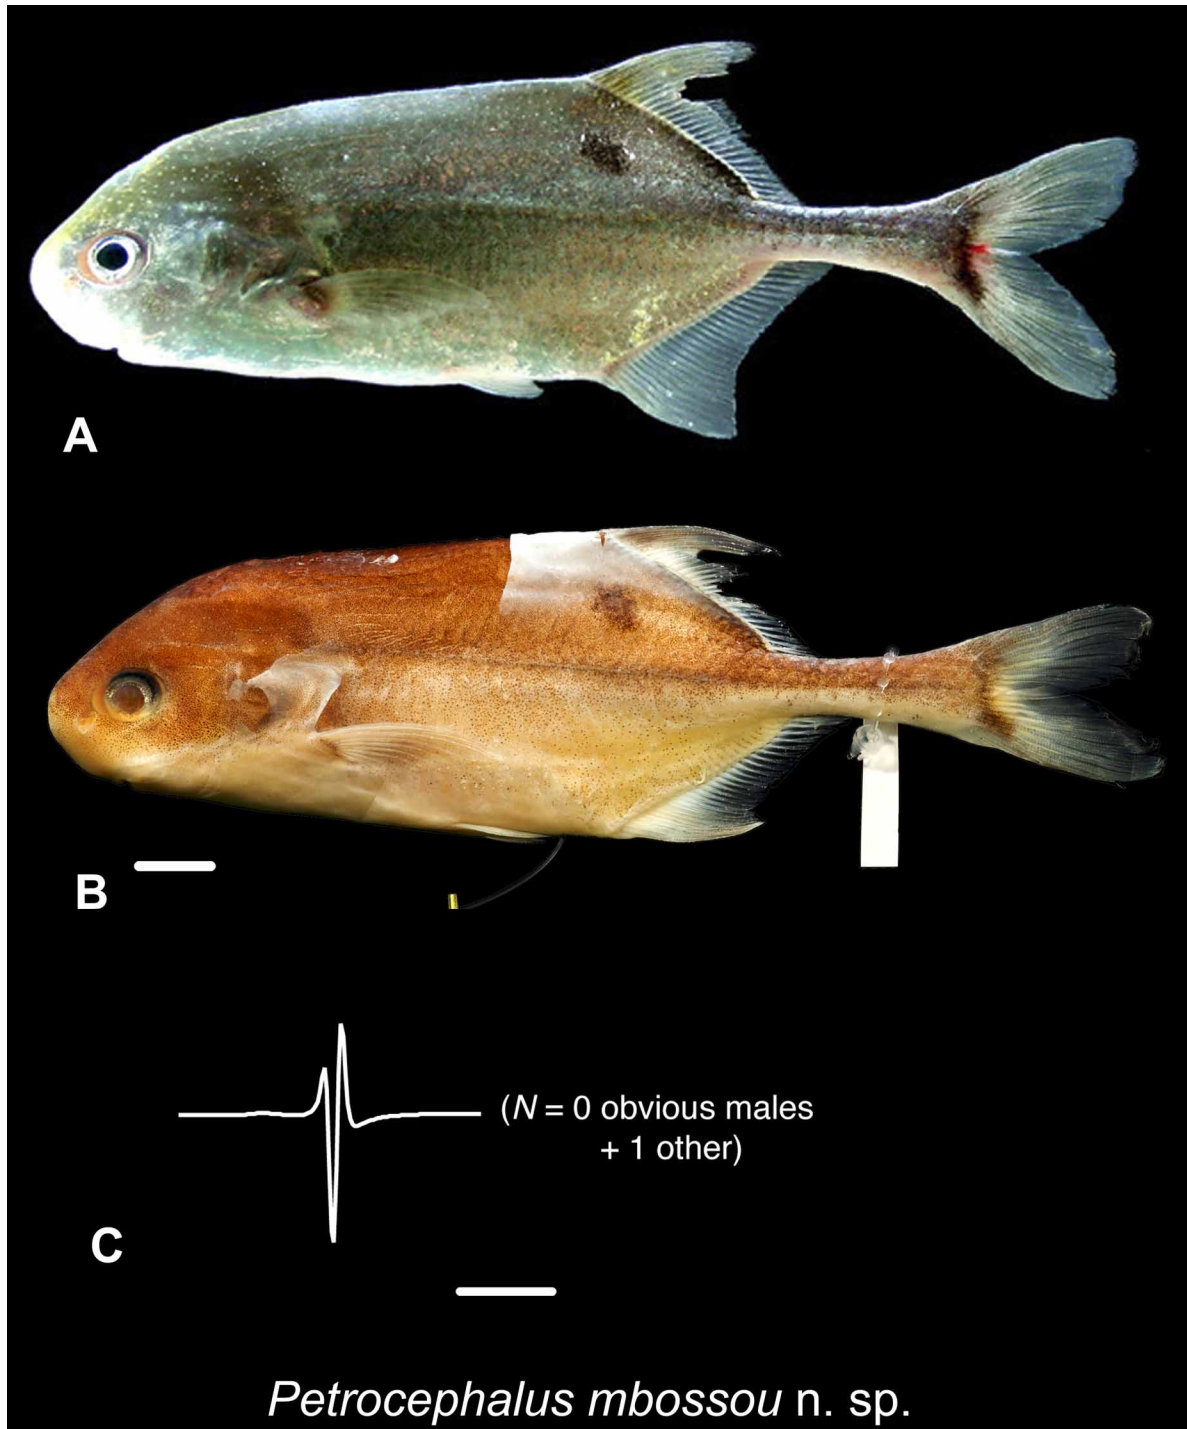 A
B
(N = 0 obvious males
+ 1 other)
C
Petrocephalus mbossou n. sp.